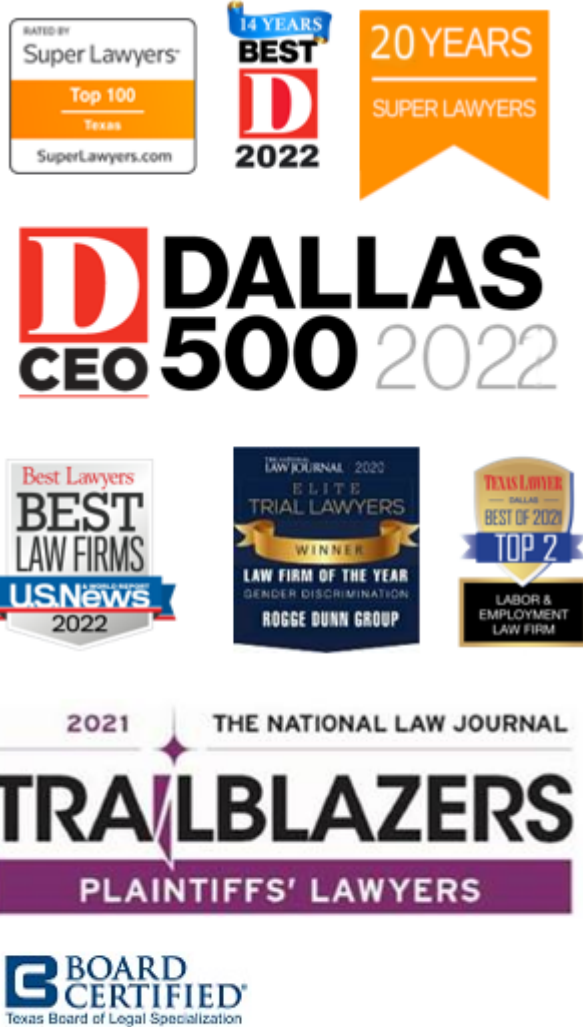 RATED BY
Super Lawyers
Top 100
Texas
SuperLawyers.com
14 YEARS
BEST
D
2022
20 YEARS
SUPER LAWYERS
D
CEO
DALLAS
500 2022
Best Lawyers
BEST
LAW FIRMS
U.S.News
& WORLD REPORT
2022
THE NATIONAL
LAW JOURNAL 2020
ELITE
TRIAL LAWYERS
WINNER
LAW FIRM OF THE YEAR
GENDER DISCRIMINATION
ROGGE DUNN GROUP
TEXAS LAWYER
DALLAS
BEST OF 2021
TOP 2
LABOR &
EMPLOYMENT
LAW FIRM
2021 THE NATIONAL LAW JOURNAL
TRAILBLAZERS
PLAINTIFFS' LAWYERS
B BOARD
CERTIFIED®
Texas Board of Legal Specialization